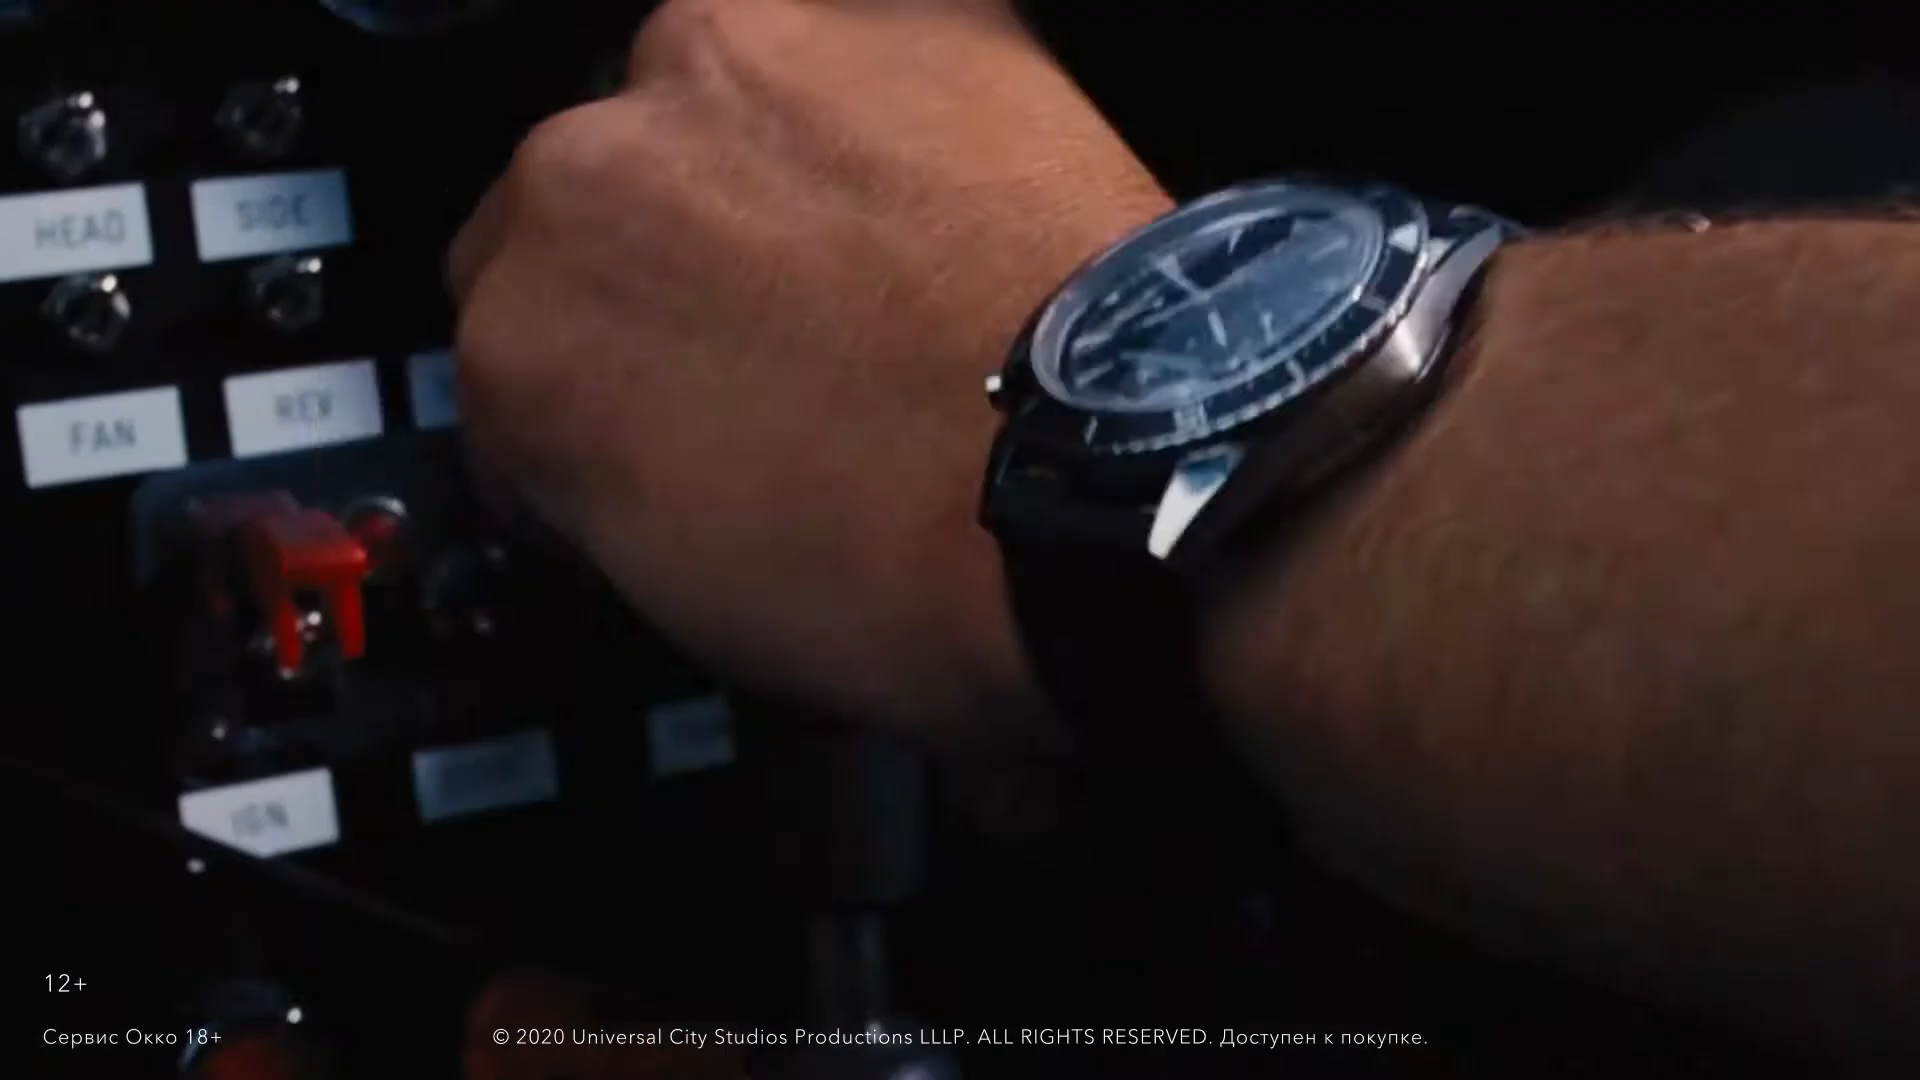 HEAD SIDE
FAN REV
IGN
12+
Сервис Окко 18+
© 2020 Universal City Studios Productions LLLP. ALL RIGHTS RESERVED. Доступен к покупке.